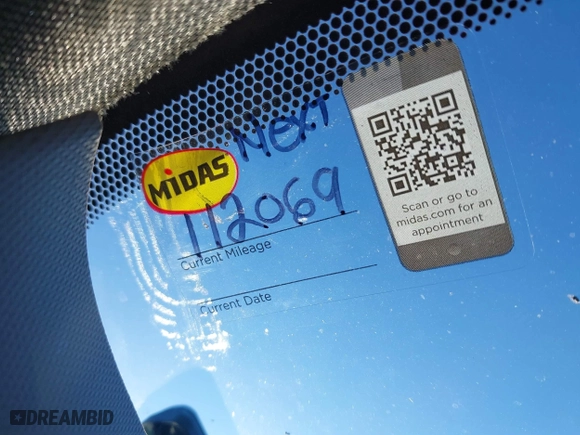 NEXT
MIDAS
112069
Current Mileage
Current Date
Scan or go to
midas.com for an
appointment
DREAMBID